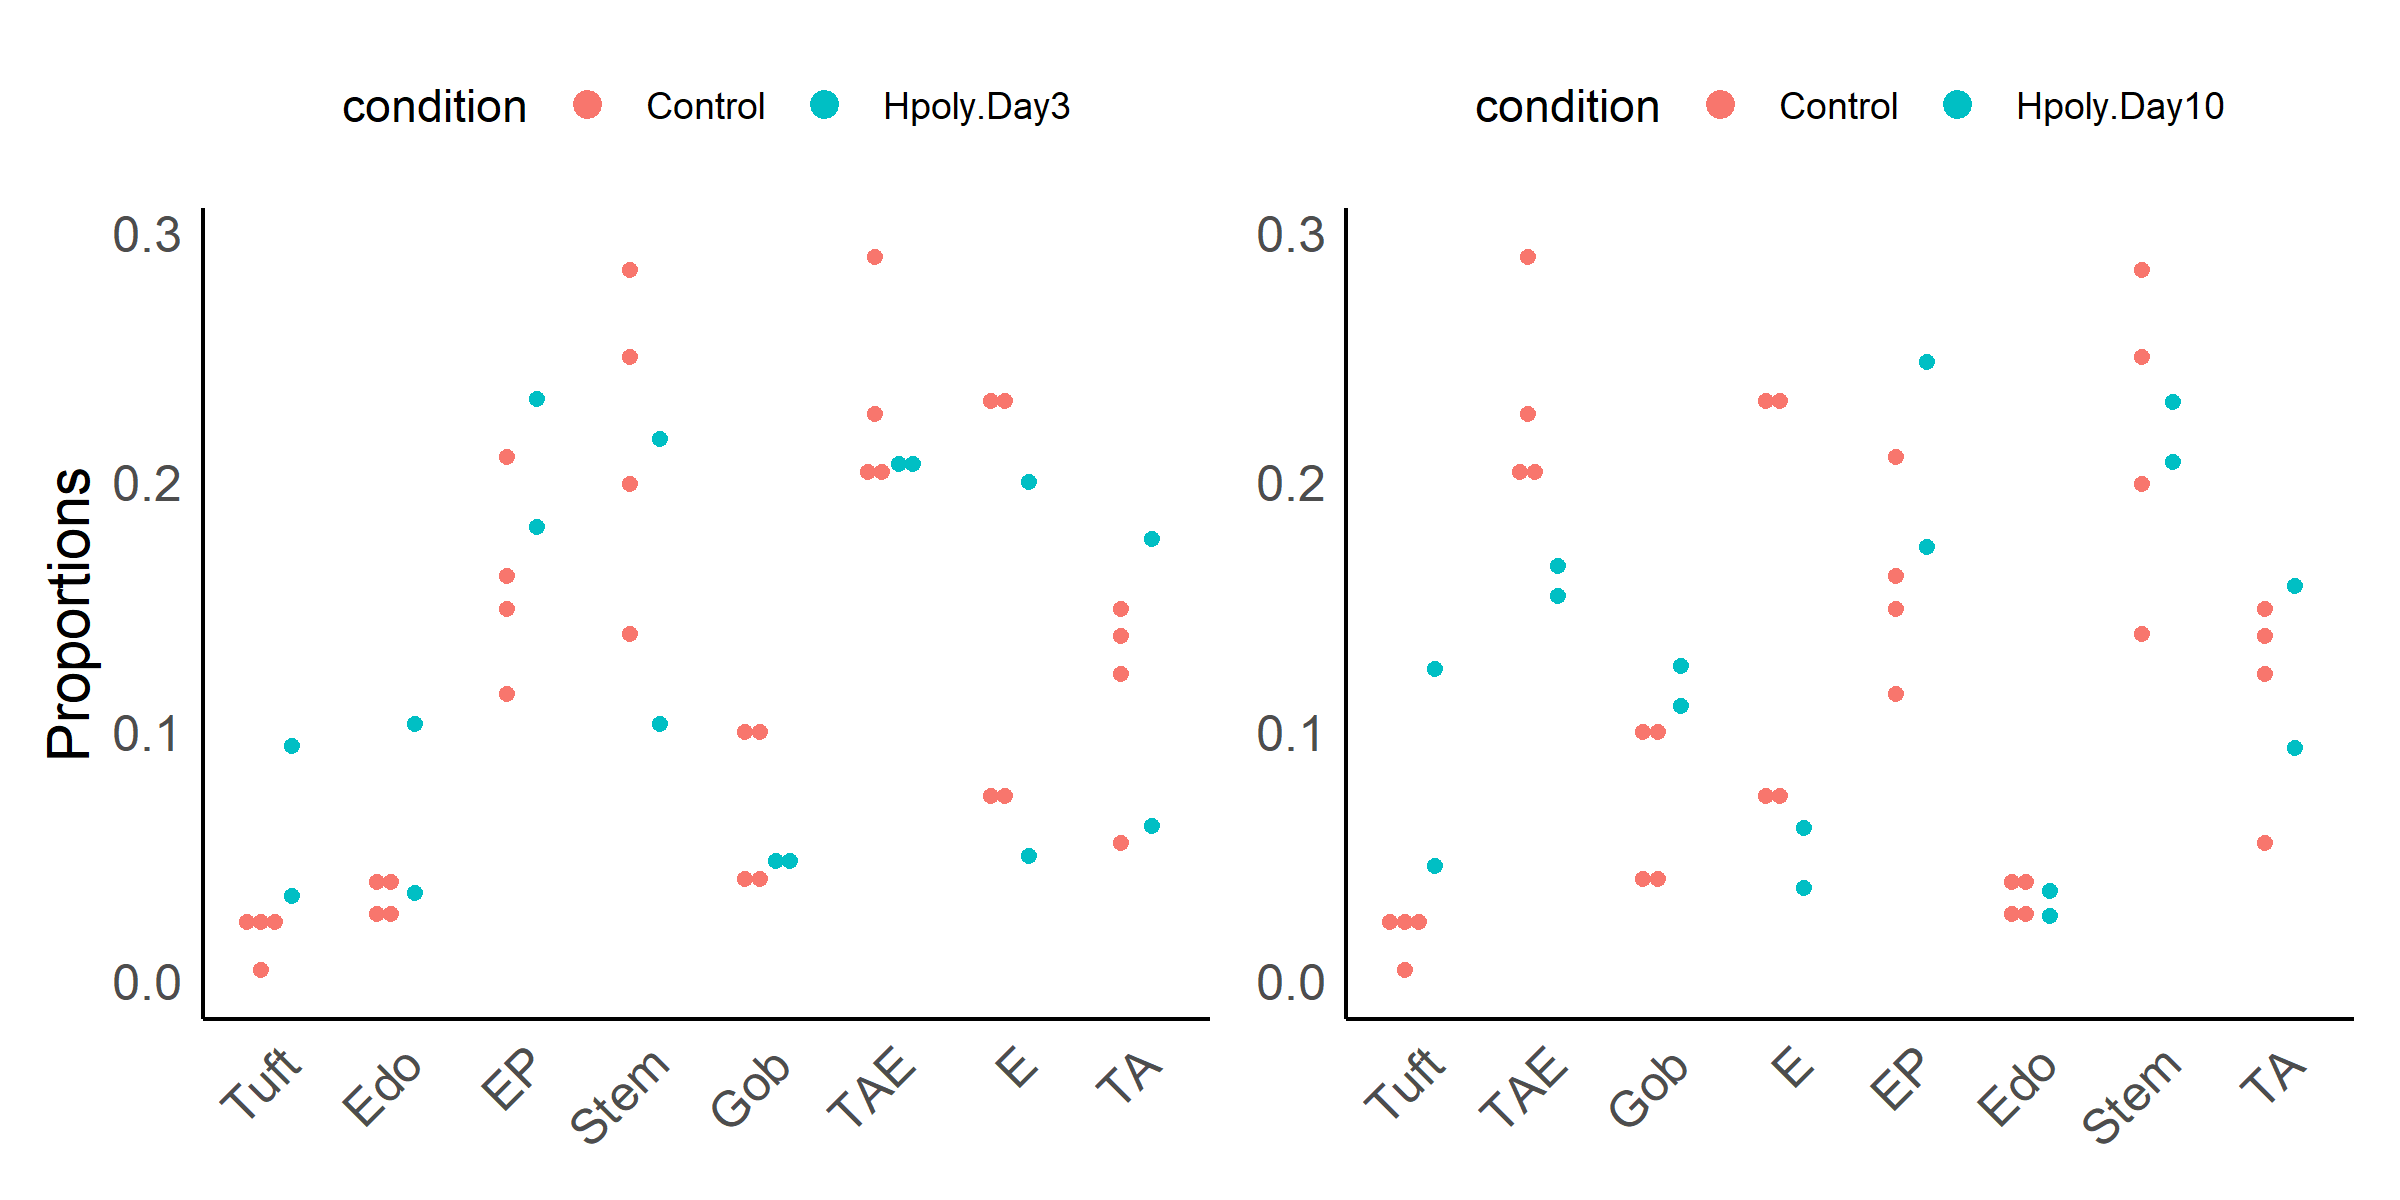 condition Control Hpoly.Day3
condition Control Hpoly.Day10
Proportions
0.3
0.2
0.1
0.0
Tuft Edo EP Stem Gob TAE E TA
0.3
0.2
0.1
0.0
Tuft TAE Gob E EP Edo Stem TA